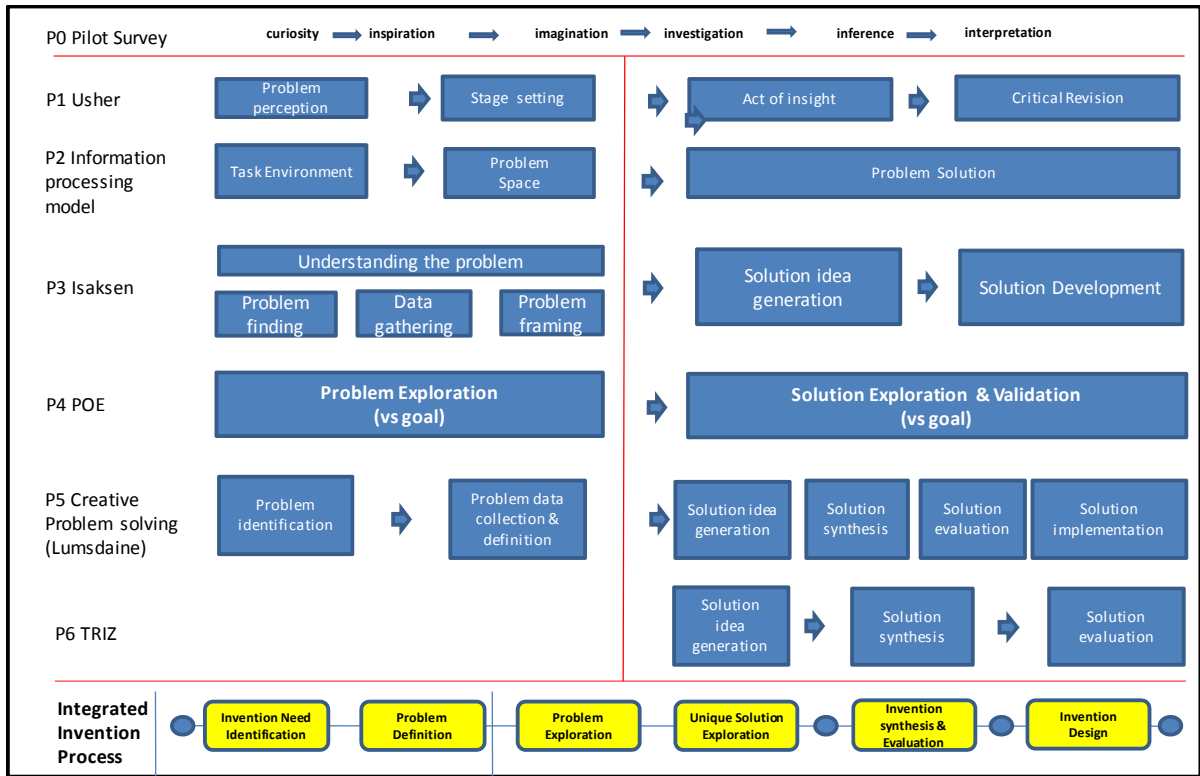 P0 Pilot Survey
curiosity
inspiration
imagination
investigation
inference
interpretation
P1 Usher
Problem
perception
Stage setting
Act of insight
Critical Revision
P2 Information
processing
model
Task Environment
Problem
Space
Problem Solution
P3 Isaksen
Understanding the problem
Problem
finding
Data
gathering
Problem
framing
Solution idea
generation
Solution Development
P4 POE
Problem Exploration
(vs goal)
Solution Exploration & Validation
(vs goal)
P5 Creative
Problem solving
(Lumsdaine)
Problem
identification
Problem data
collection &
definition
Solution idea
generation
Solution
synthesis
Solution
evaluation
Solution
implementation
P6 TRIZ
Solution
idea
generation
Solution
synthesis
Solution
evaluation
Integrated
Invention
Process
Invention Need
Identification
Problem
Definition
Problem
Exploration
Unique Solution
Exploration
Invention
synthesis &
Evaluation
Invention
Design